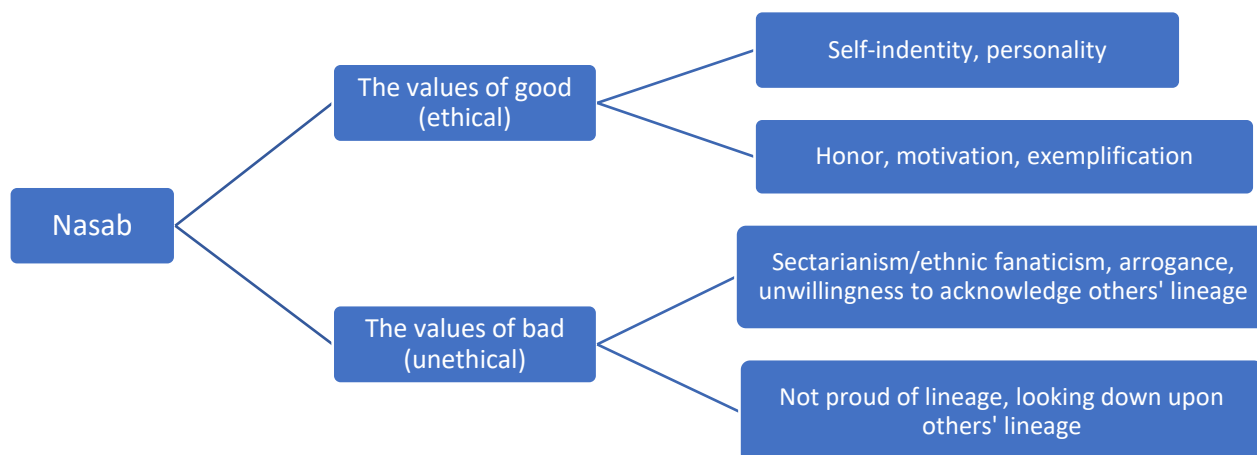 Nasab
The values of good
(ethical)
Self-indentity, personality
Honor, motivation, exemplification
The values of bad
(unethical)
Sectarianism/ethnic fanaticism, arrogance,
unwillingness to acknowledge others' lineage
Not proud of lineage, looking down upon
others' lineage